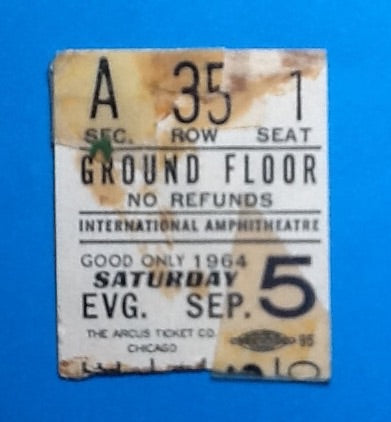 A 35 1
SEC. ROW SEAT
GROUND FLOOR
NO REFUNDS
INTERNATIONAL AMPHITHEATRE
GOOD ONLY 1964
SATURDAY
EVG. SEP. 5
THE ARCUS TICKET CO.
CHICAGO